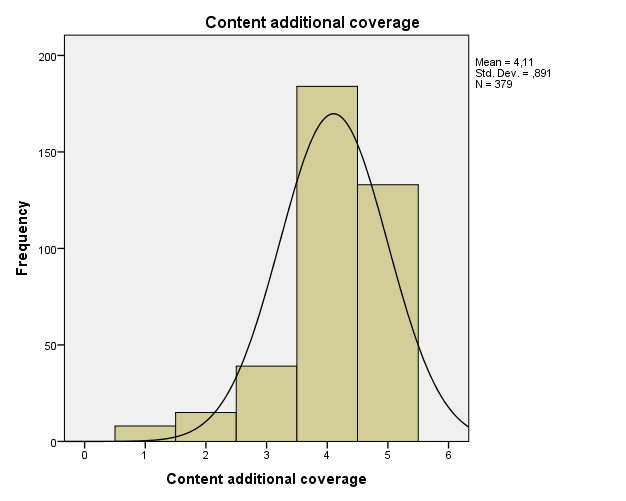 Content additional coverage
Mean = 4,11
Std. Dev. = ,891
N = 379
200
150
100
50
0
Frequency
0 1 2 3 4 5 6
Content additional coverage